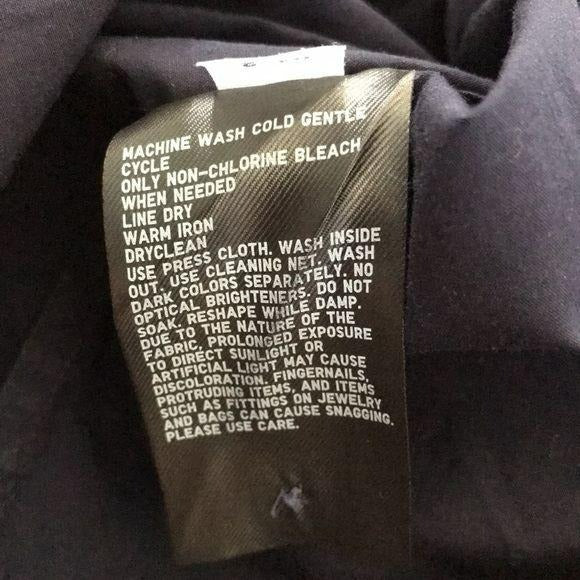 MACHINE WASH COLD GENTLE
CYCLE
ONLY NON-CHLORINE BLEACH
WHEN NEEDED
LINE DRY
WARM IRON
DRYCLEAN
USE PRESS CLOTH. WASH INSIDE
OUT. USE CLEANING NET. WASH
DARK COLORS SEPARATELY. NO
OPTICAL BRIGHTENERS. DO NOT
SOAK, RESHAPE WHILE DAMP.
DUE TO THE NATURE OF THE
FABRIC, PROLONGED EXPOSURE
TO DIRECT SUNLIGHT OR
ARTIFICIAL LIGHT MAY CAUSE
DISCOLORATION. FINGERNAILS,
PROTRUDING ITEMS, AND ITEMS
SUCH AS FITTINGS ON JEWELRY
AND BAGS CAN CAUSE SNAGGING.
PLEASE USE CARE.